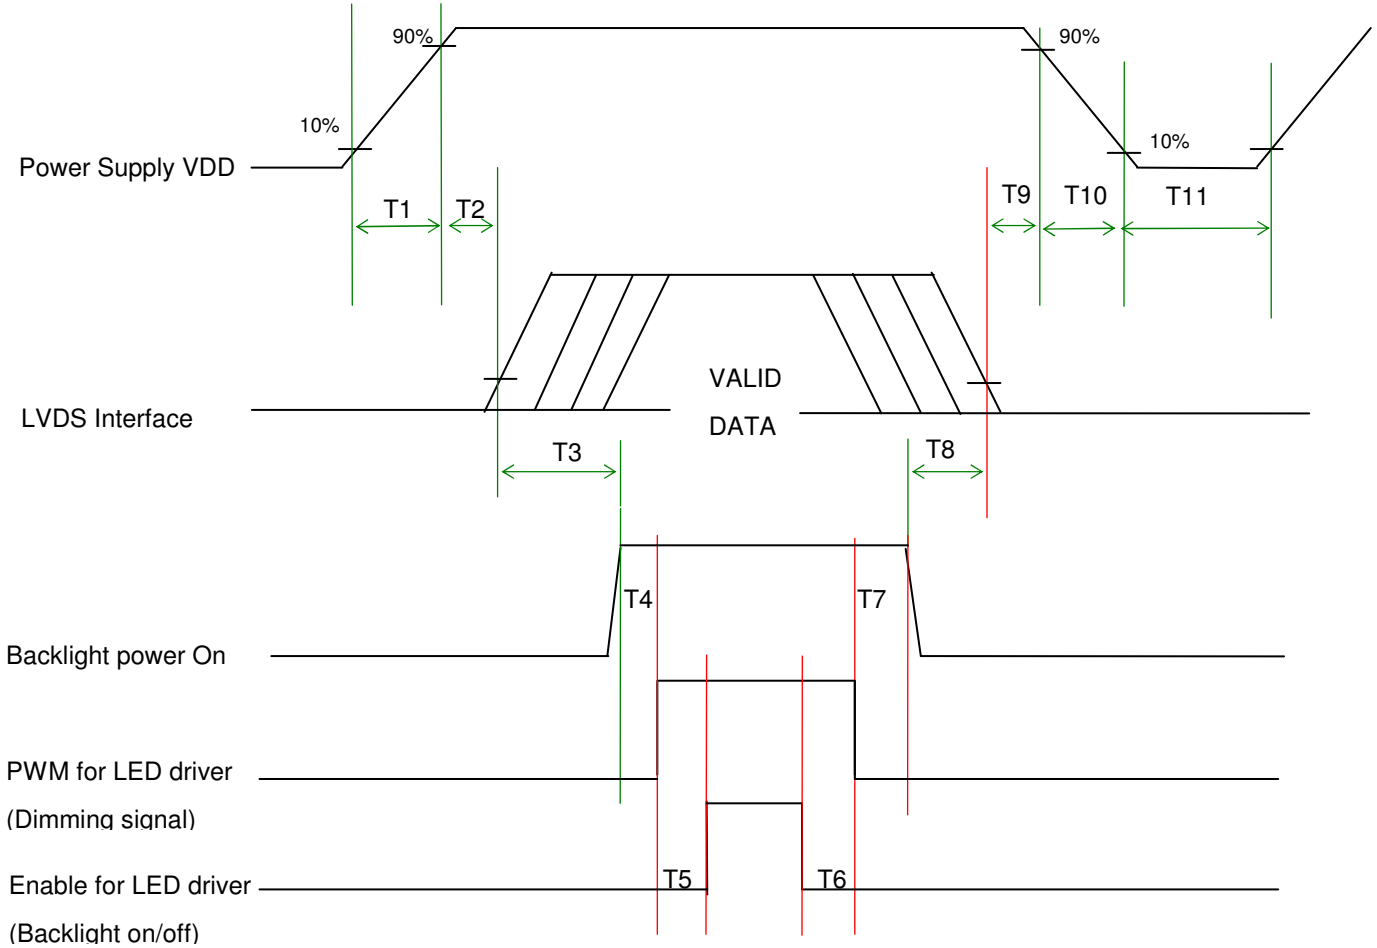 90%
90%
10%
10%
Power Supply VDD
T1
T2
T9
T10
T11
VALID
LVDS Interface
DATA
T3
T8
T4
T7
Backlight power On
PWM for LED driver
(Dimming signal)
T5
T6
Enable for LED driver
(Backlight on/off)